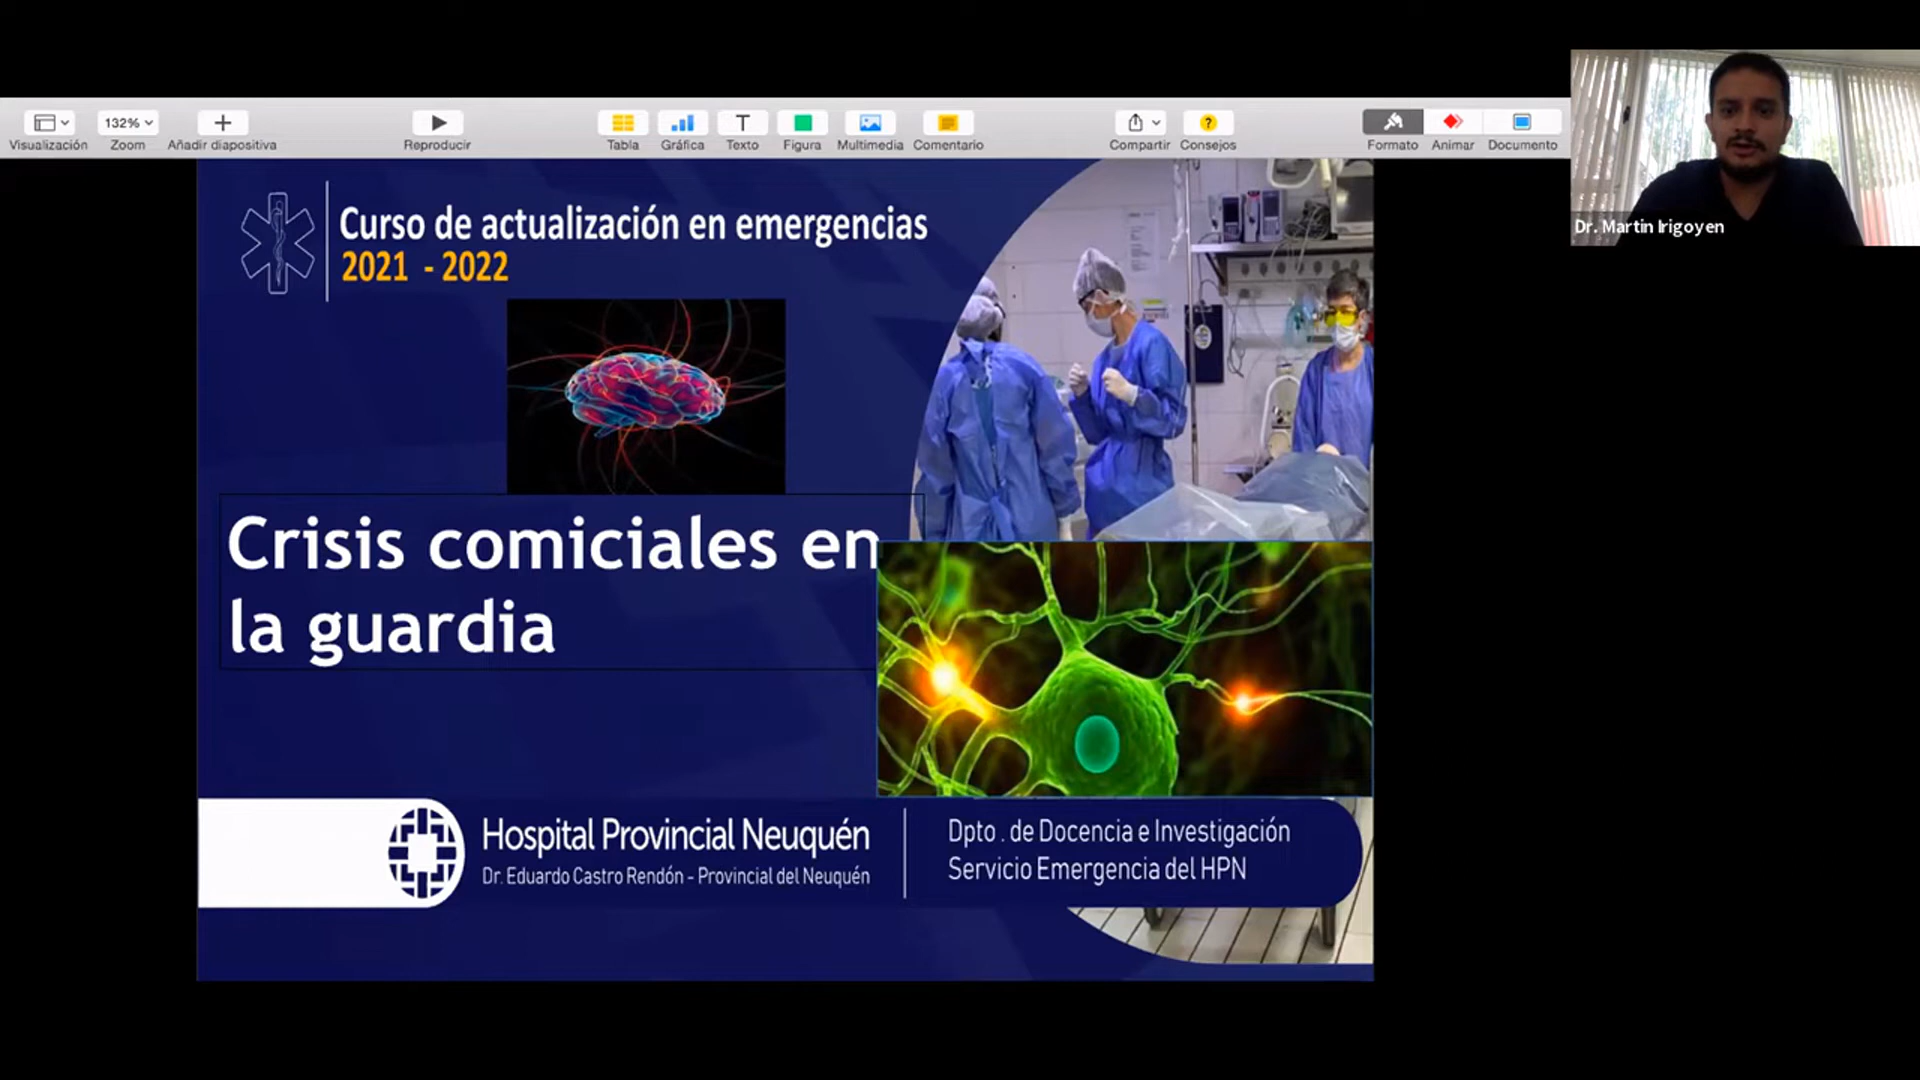 132%
Visualización Zoom Añadir diapositiva Reproducir Tabla Gráfica Texto Figura Multimedia Comentario Compartir Consejos Formato Animar Documento
Dr. Martin Irigoyen
Curso de actualización en emergencias
2021 - 2022
Crisis comiciales en
la guardia
Hospital Provincial Neuquén
Dr. Eduardo Castro Rendón - Provincial del Neuquén
Dpto . de Docencia e Investigación
Servicio Emergencia del HPN